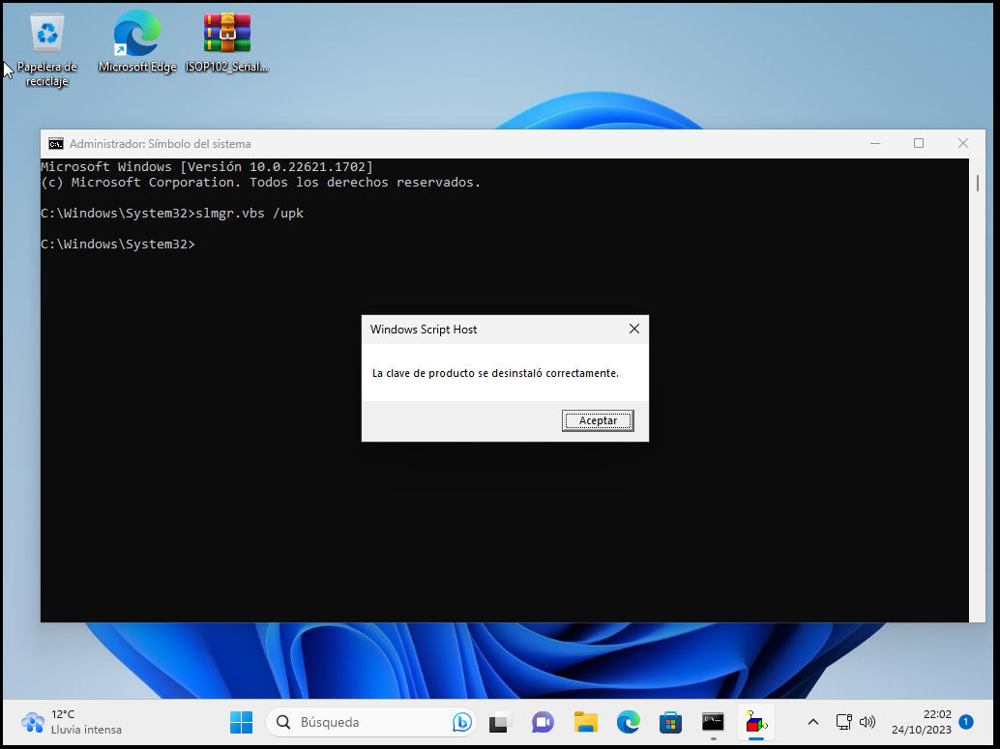 Papelera de
reciclaje
Microsoft Edge
ISOP102_Serial...
Administrador: Símbolo del sistema
Microsoft Windows [Versión 10.0.22621.1702]
(c) Microsoft Corporation. Todos los derechos reservados.
C:\Windows\System32>slmgr.vbs /upk
C:\Windows\System32>
Windows Script Host
La clave de producto se desinstaló correctamente.
Aceptar
12°C
Lluvia intensa
Búsqueda
22:02
24/10/2023
1